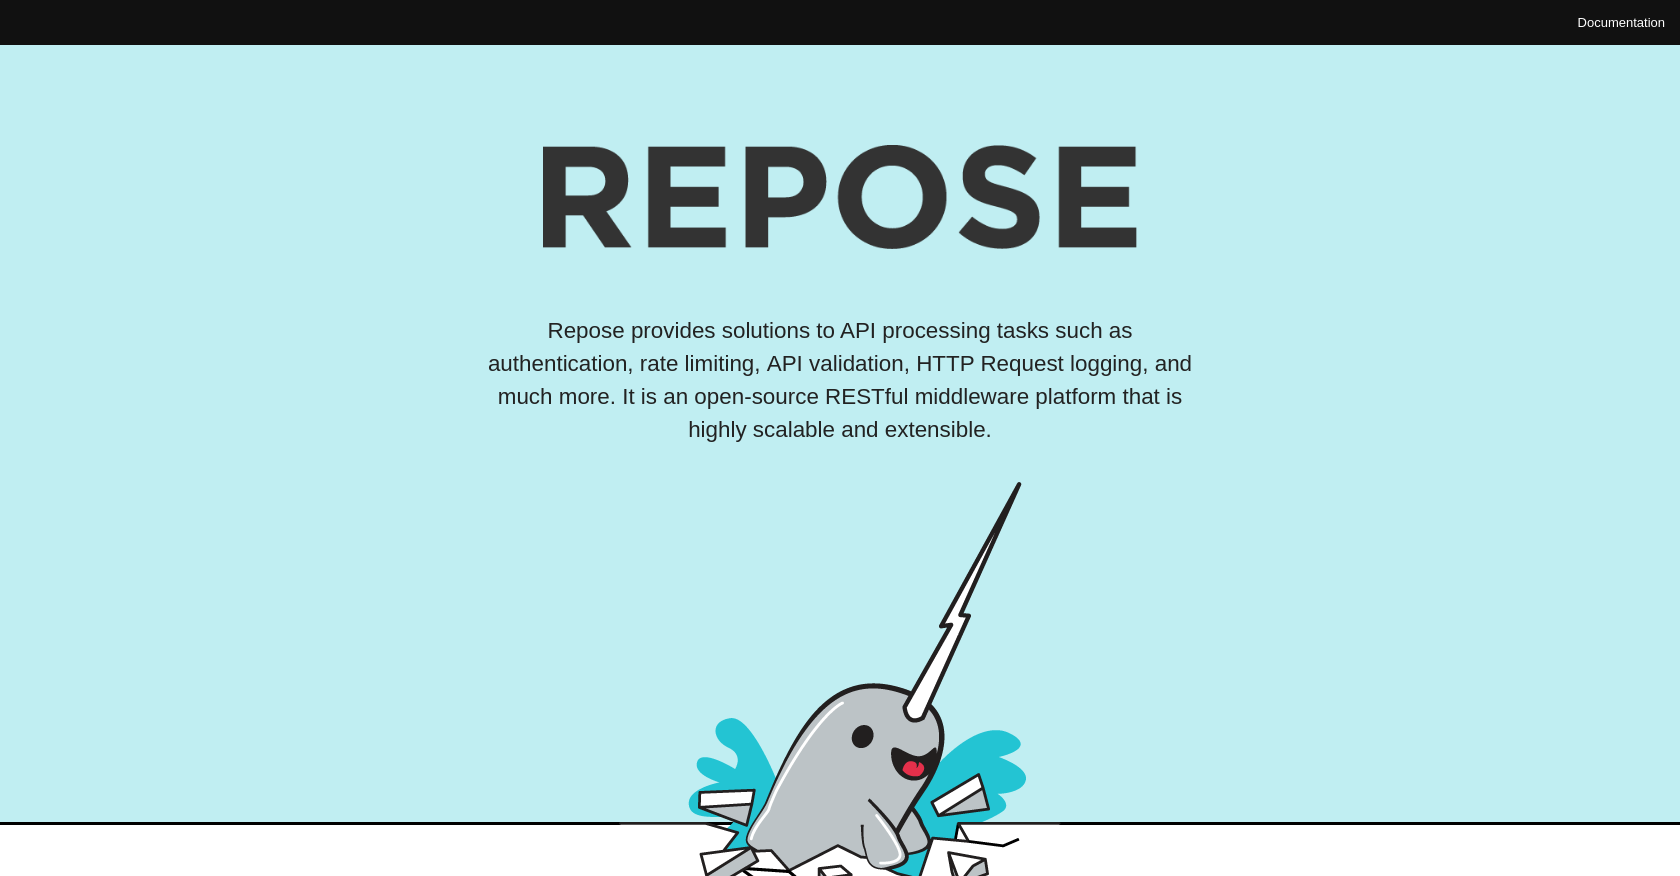 Documentation
REPOSE
Repose provides solutions to API processing tasks such as
authentication, rate limiting, API validation, HTTP Request logging, and
much more. It is an open-source RESTful middleware platform that is
highly scalable and extensible.